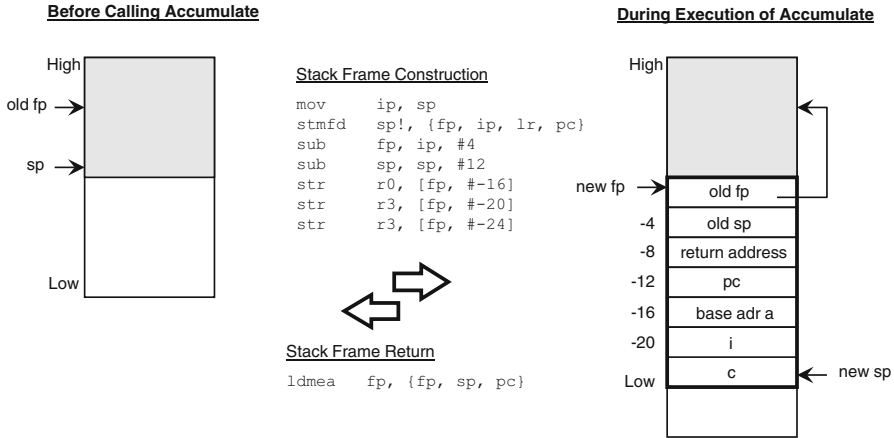 Before Calling Accumulate
High
old fp
sp
Low
Stack Frame Construction
mov ip, sp
stmfd sp!, {fp, ip, lr, pc}
sub fp, ip, #4
sub sp, sp, #12
str r0, [fp, #-16]
str r3, [fp, #-20]
str r3, [fp, #-24]
Stack Frame Return
ldmea fp, {fp, sp, pc}
During Execution of Accumulate
High
new fp
old fp
-4 old sp
-8 return address
-12 pc
-16 base adr a
-20 i
Low c new sp